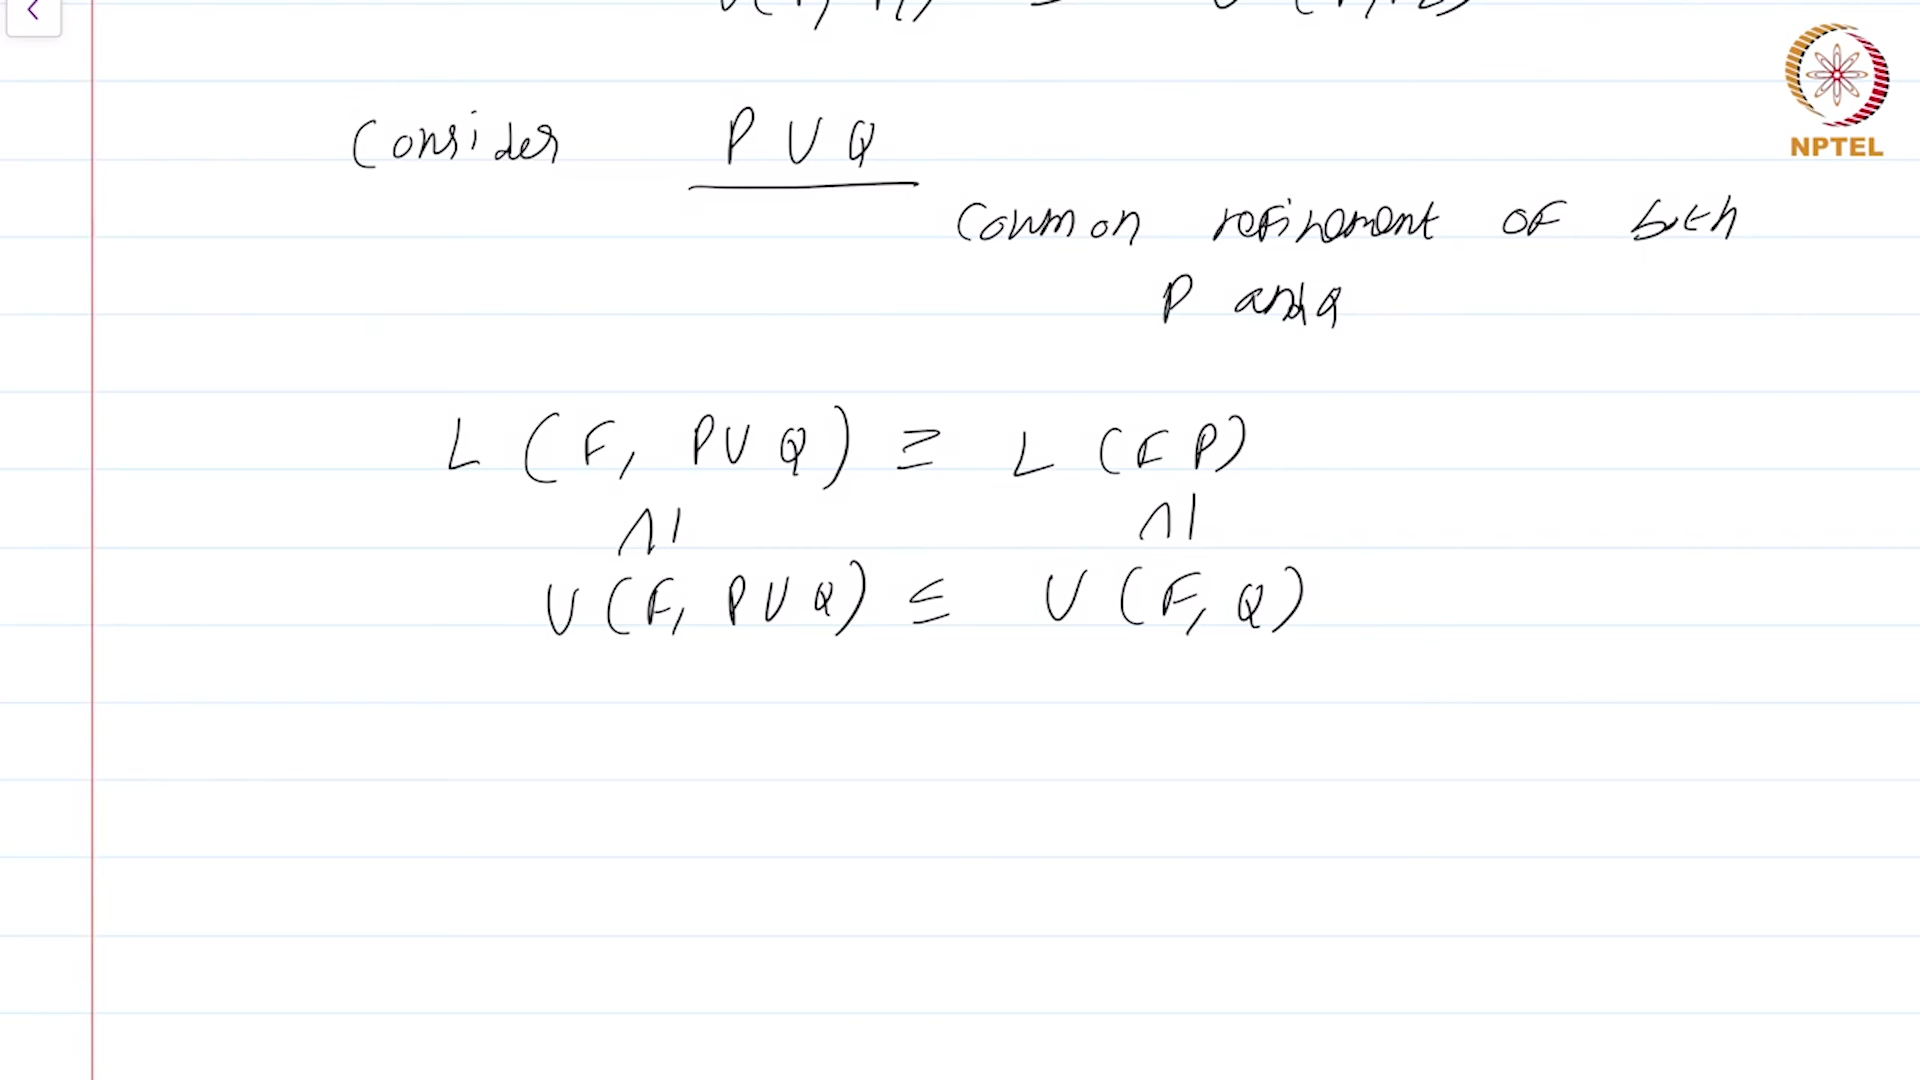 NPTEL
Consider P ∪ Q
Common refinement of both
P and Q
L (F, P ∪ Q) ≥ L (F P)
∧| ∧|
U (F, P ∪ Q) ≤ U (F, Q)